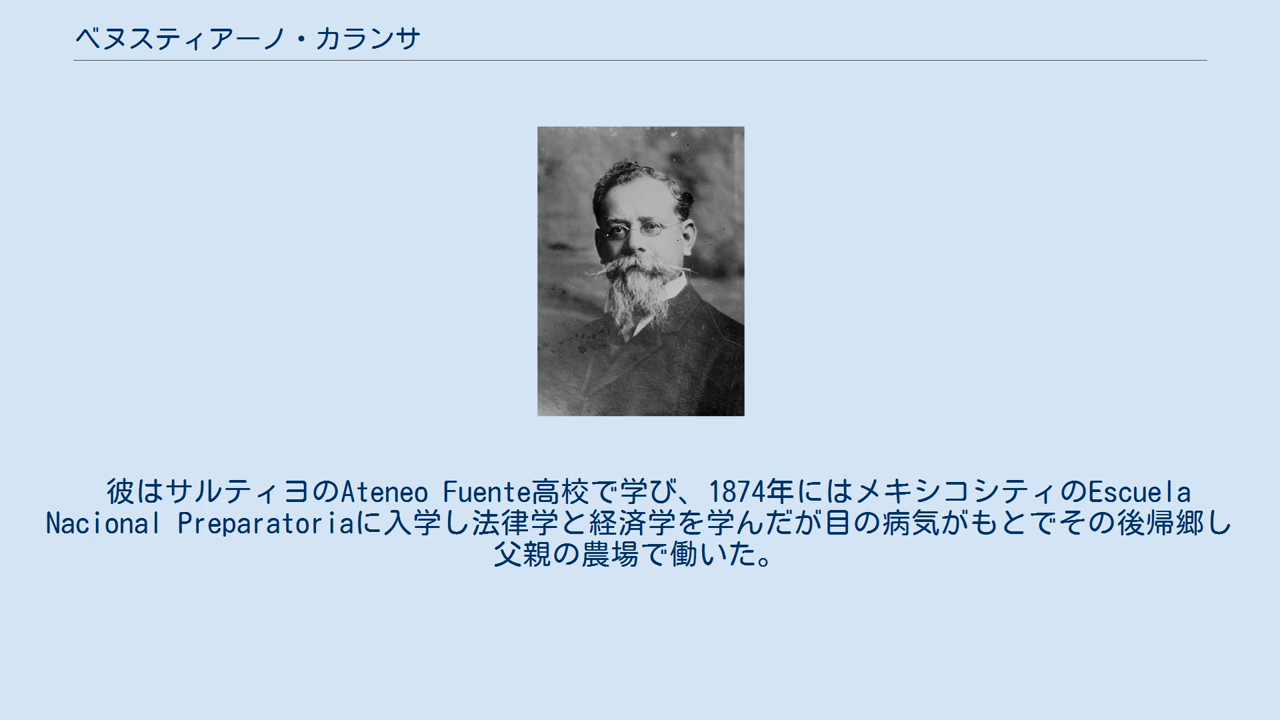 ベヌスティアーノ・カランサ
彼はサルティヨのAteneo Fuente高校で学び、1874年にはメキシコシティのEscuela
Nacional Preparatoriaに入学し法律学と経済学を学んだが目の病気がもとでその後帰郷し
父親の農場で働いた。